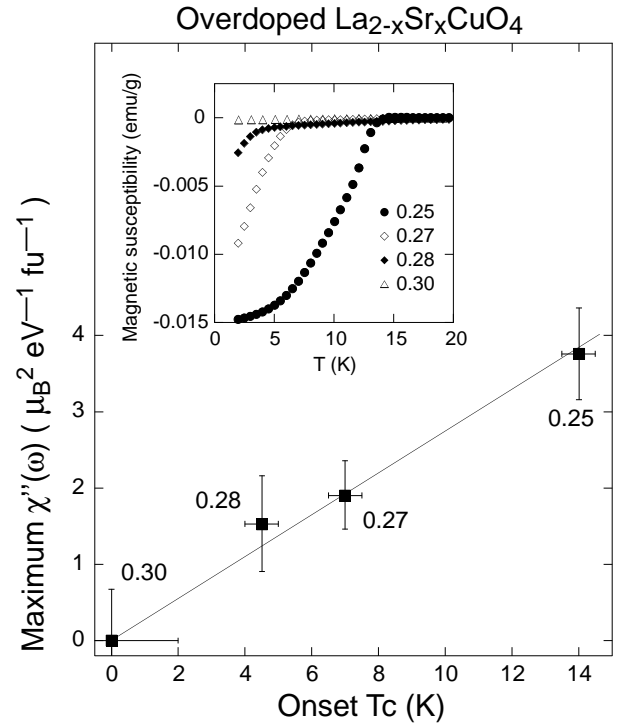 Overdoped La2-xSrxCuO4
Magnetic susceptibility (emu/g)
0
-0.005
-0.010
-0.015
0.25
0.27
0.28
0.30
0 5 10 15 20
T (K)
Maximum χ''(ω) ( μB² eV⁻¹ fu⁻¹)
4
3
2
1
0
0.25
0.28
0.27
0.30
0 2 4 6 8 10 12 14
Onset Tc (K)